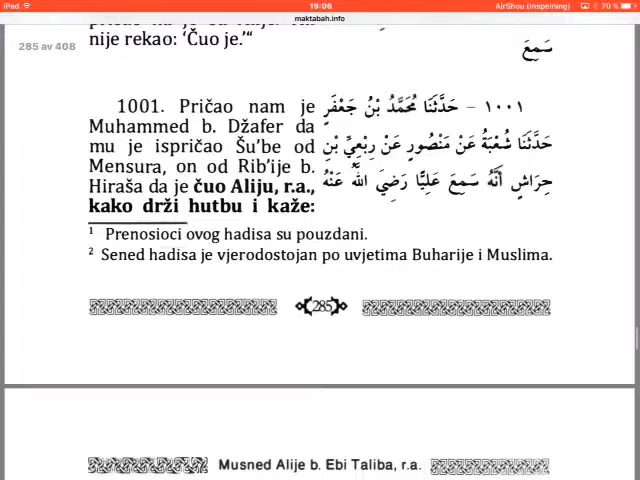 iPad
19:06
AirShou (inspelning)
70 %
maktabah.info
285 av 408
nije rekao: ‘Čuo je.’“
سَمِعَ
1001. Pričao nam je
Muhammed b. Džafer da
mu je ispričao Šu’be od
Mensura, on od Rib’ije b.
Hiraša da je čuo Aliju, r.a.,
kako drži hutbu i kaže:
١٠٠١ – حَدَّثَنَا مُحَمَّدُ بْنُ جَعْفَرٍ
حَدَّثَنَا شُعْبَةُ عَنْ مَنْصُورٍ عَنْ رِبْعِيِّ بْنِ
حِرَاشٍ أَنَّهُ سَمِعَ عَلِيًّا رَضِيَ اللَّهُ عَنْهُ
1 Prenosioci ovog hadisa su pouzdani.
2 Sened hadisa je vjerodostojan po uvjetima Buharije i Muslima.
285
Musned Alije b. Ebi Taliba, r.a.